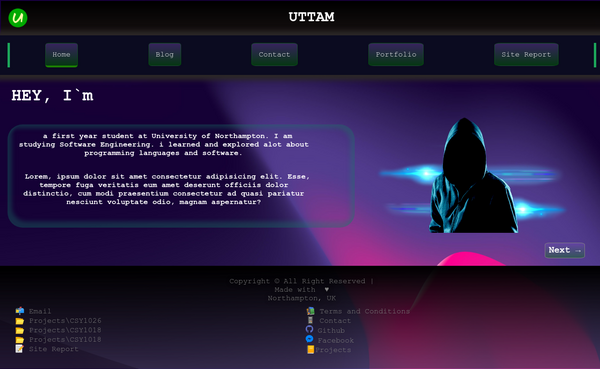 U
UTTAM
Home
Blog
Contact
Portfolio
Site Report
HEY, I`m
a first year student at University of Northampton. I am
studying Software Engineering. i learned and explored alot about
programming languages and software.
Lorem, ipsum dolor sit amet consectetur adipisicing elit. Esse,
tempore fuga veritatis eum amet deserunt officiis dolor
distinctio, cum modi praesentium consectetur ad quasi pariatur
nesciunt voluptate odio, magnam aspernatur?
Next →
Copyright © All Right Reserved |
Made with ♥
Northampton, UK
Email
Projects\CSY1026
Projects\CSY1018
Projects\CSY1018
Site Report
Terms and Conditions
Contact
Github
Facebook
Projects